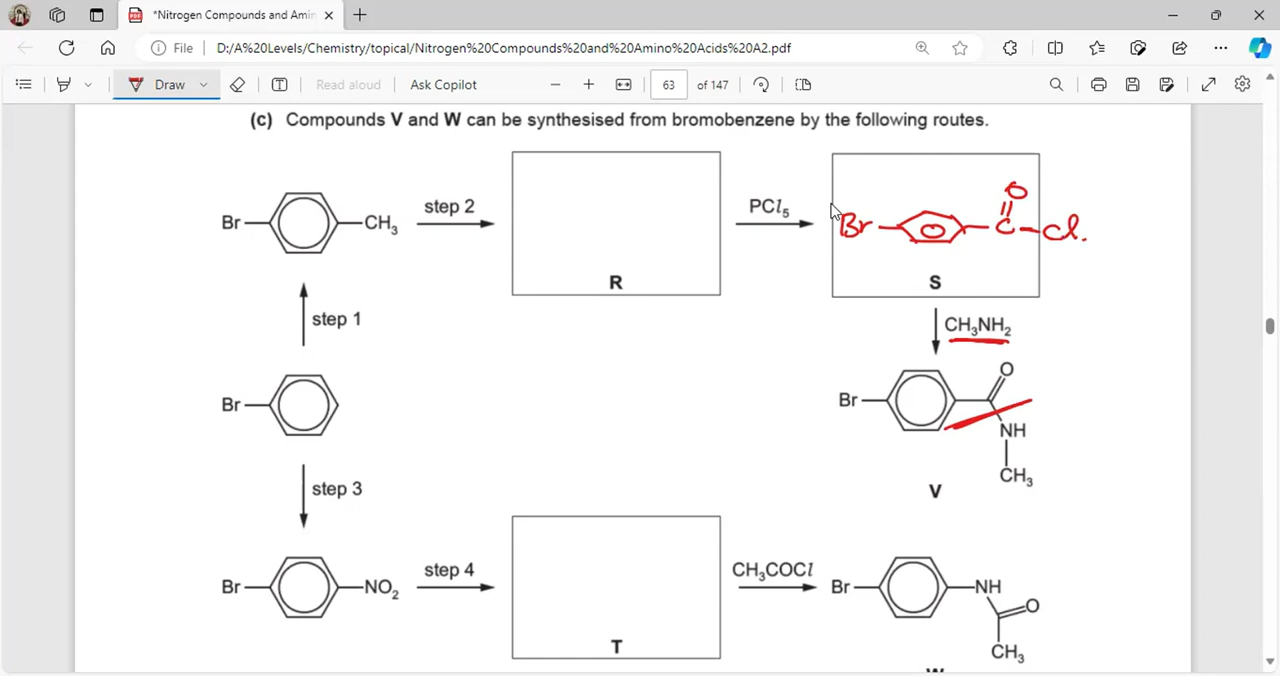 *Nitrogen Compounds and Amin
File
D:/A%20Levels/Chemistry/topical/Nitrogen%20Compounds%20and%20Amino%20Acids%20A2.pdf
Draw
Read aloud
Ask Copilot
63
of 147
(c) Compounds V and W can be synthesised from bromobenzene by the following routes.
Br
CH3
step 2
R
PCl5
Br
C
O
Cl.
S
step 1
CH3NH2
Br
Br
O
NH
CH3
V
step 3
Br
NO2
step 4
T
CH3COCl
Br
NH
O
CH3